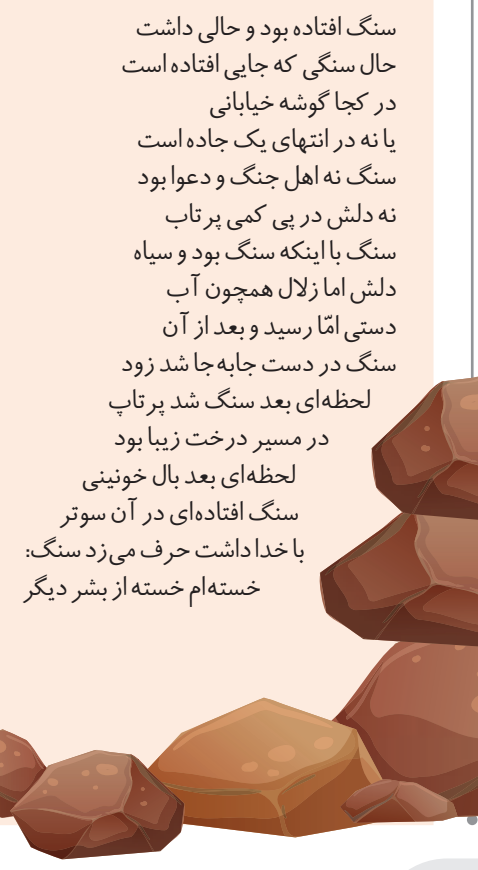 سنگ افتاده بود و حالی داشت
حال سنگی که جایی افتاده است
در کجا گوشه خیابانی
یا نه در انتهای یک جاده است
سنگ نه اهل جنگ و دعوا بود
نه دلش در پی کمی پرتاب
سنگ با اینکه سنگ بود و سیاه
دلش اما زلال همچون آب
دستی امّا رسید و بعد از آن
سنگ در دست جابه‌جا شد زود
لحظه‌ای بعد سنگ شد پرتاپ
در مسیر درخت زیبا بود
لحظه‌ای بعد بال خونینی
سنگ افتاده‌ای در آن سوتر
با خدا داشت حرف می‌زد سنگ:
خسته‌ام خسته از بشر دیگر